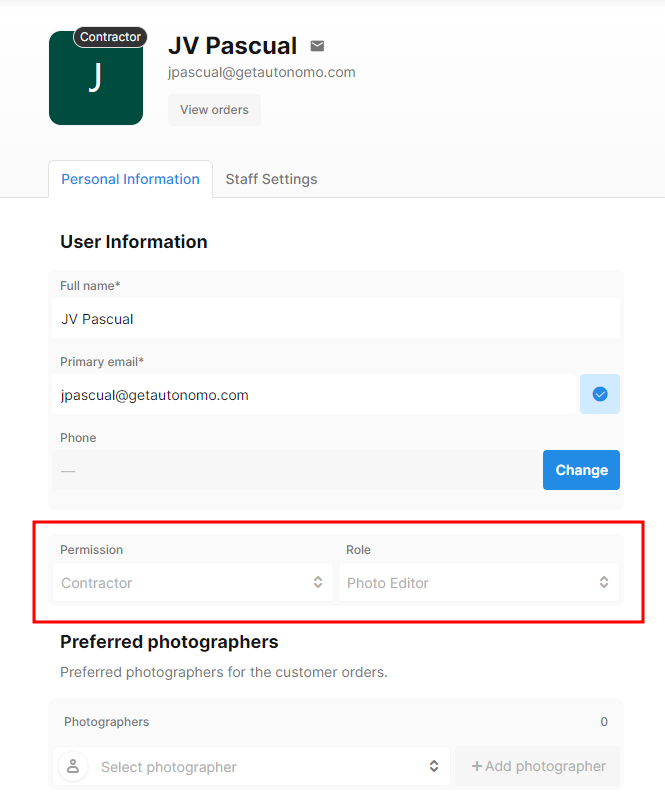 Contractor
J
JV Pascual
jpascual@getautonomo.com
View orders
Personal Information Staff Settings
User Information
Full name*
JV Pascual
Primary email*
jpascual@getautonomo.com
Phone
—
Change
Permission Role
Contractor Photo Editor
Preferred photographers
Preferred photographers for the customer orders.
Photographers 0
Select photographer +Add photographer